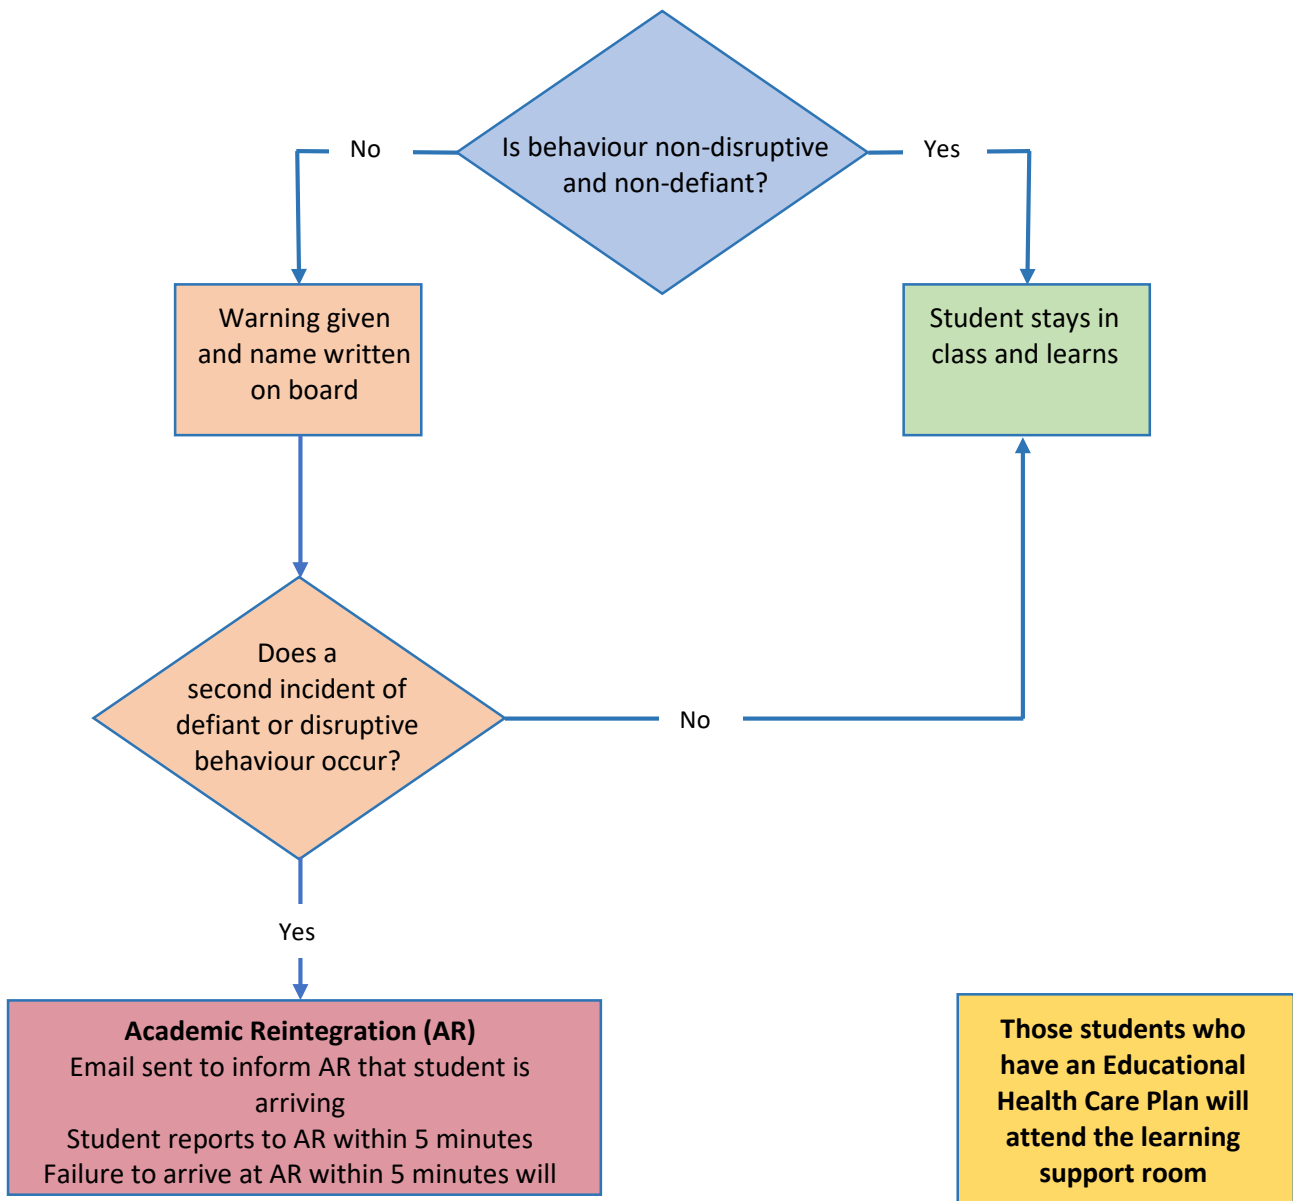 Is behaviour non-disruptive
and non-defiant?
No
Yes
Warning given
and name written
on board
Student stays in
class and learns
Does a
second incident of
defiant or disruptive
behaviour occur?
No
Yes
Academic Reintegration (AR)
Email sent to inform AR that student is
arriving
Student reports to AR within 5 minutes
Failure to arrive at AR within 5 minutes will
Those students who
have an Educational
Health Care Plan will
attend the learning
support room